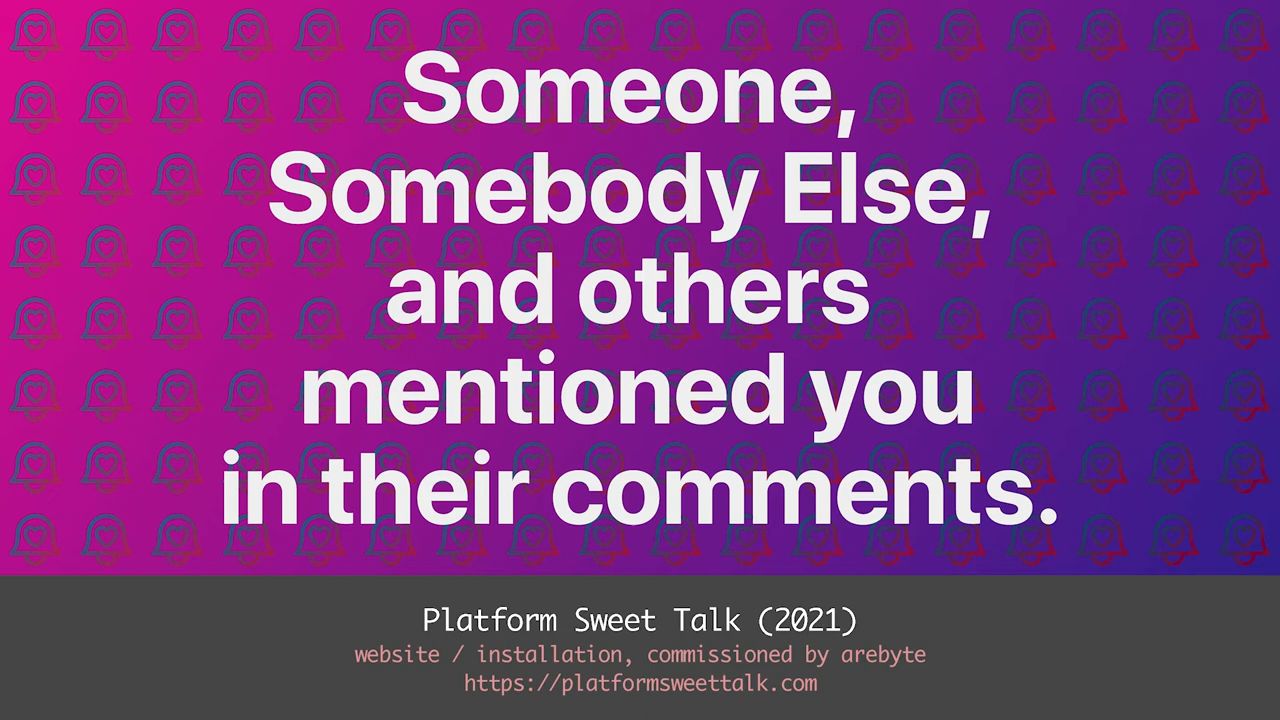 Someone,
Somebody Else,
and others
mentioned you
in their comments.
Platform Sweet Talk (2021)
website / installation, commissioned by arebyte
https://platformsweettalk.com